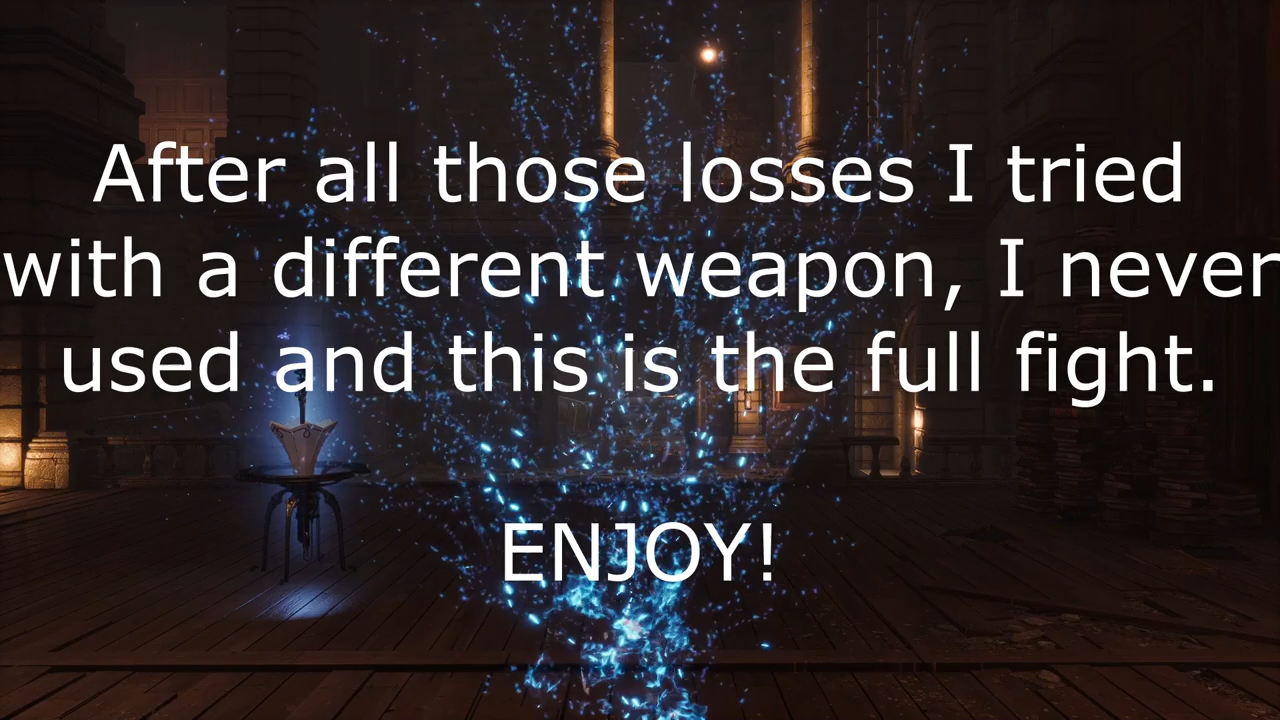 After all those losses I tried
with a different weapon, I never
used and this is the full fight.
ENJOY!